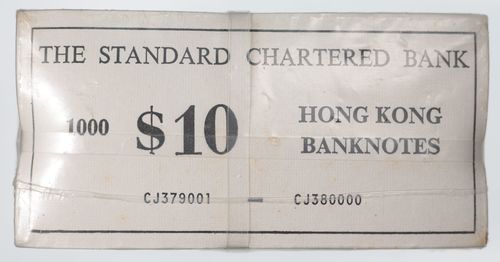 THE STANDARD CHARTERED BANK
1000 $10 HONG KONG
BANKNOTES
CJ379001 — CJ380000